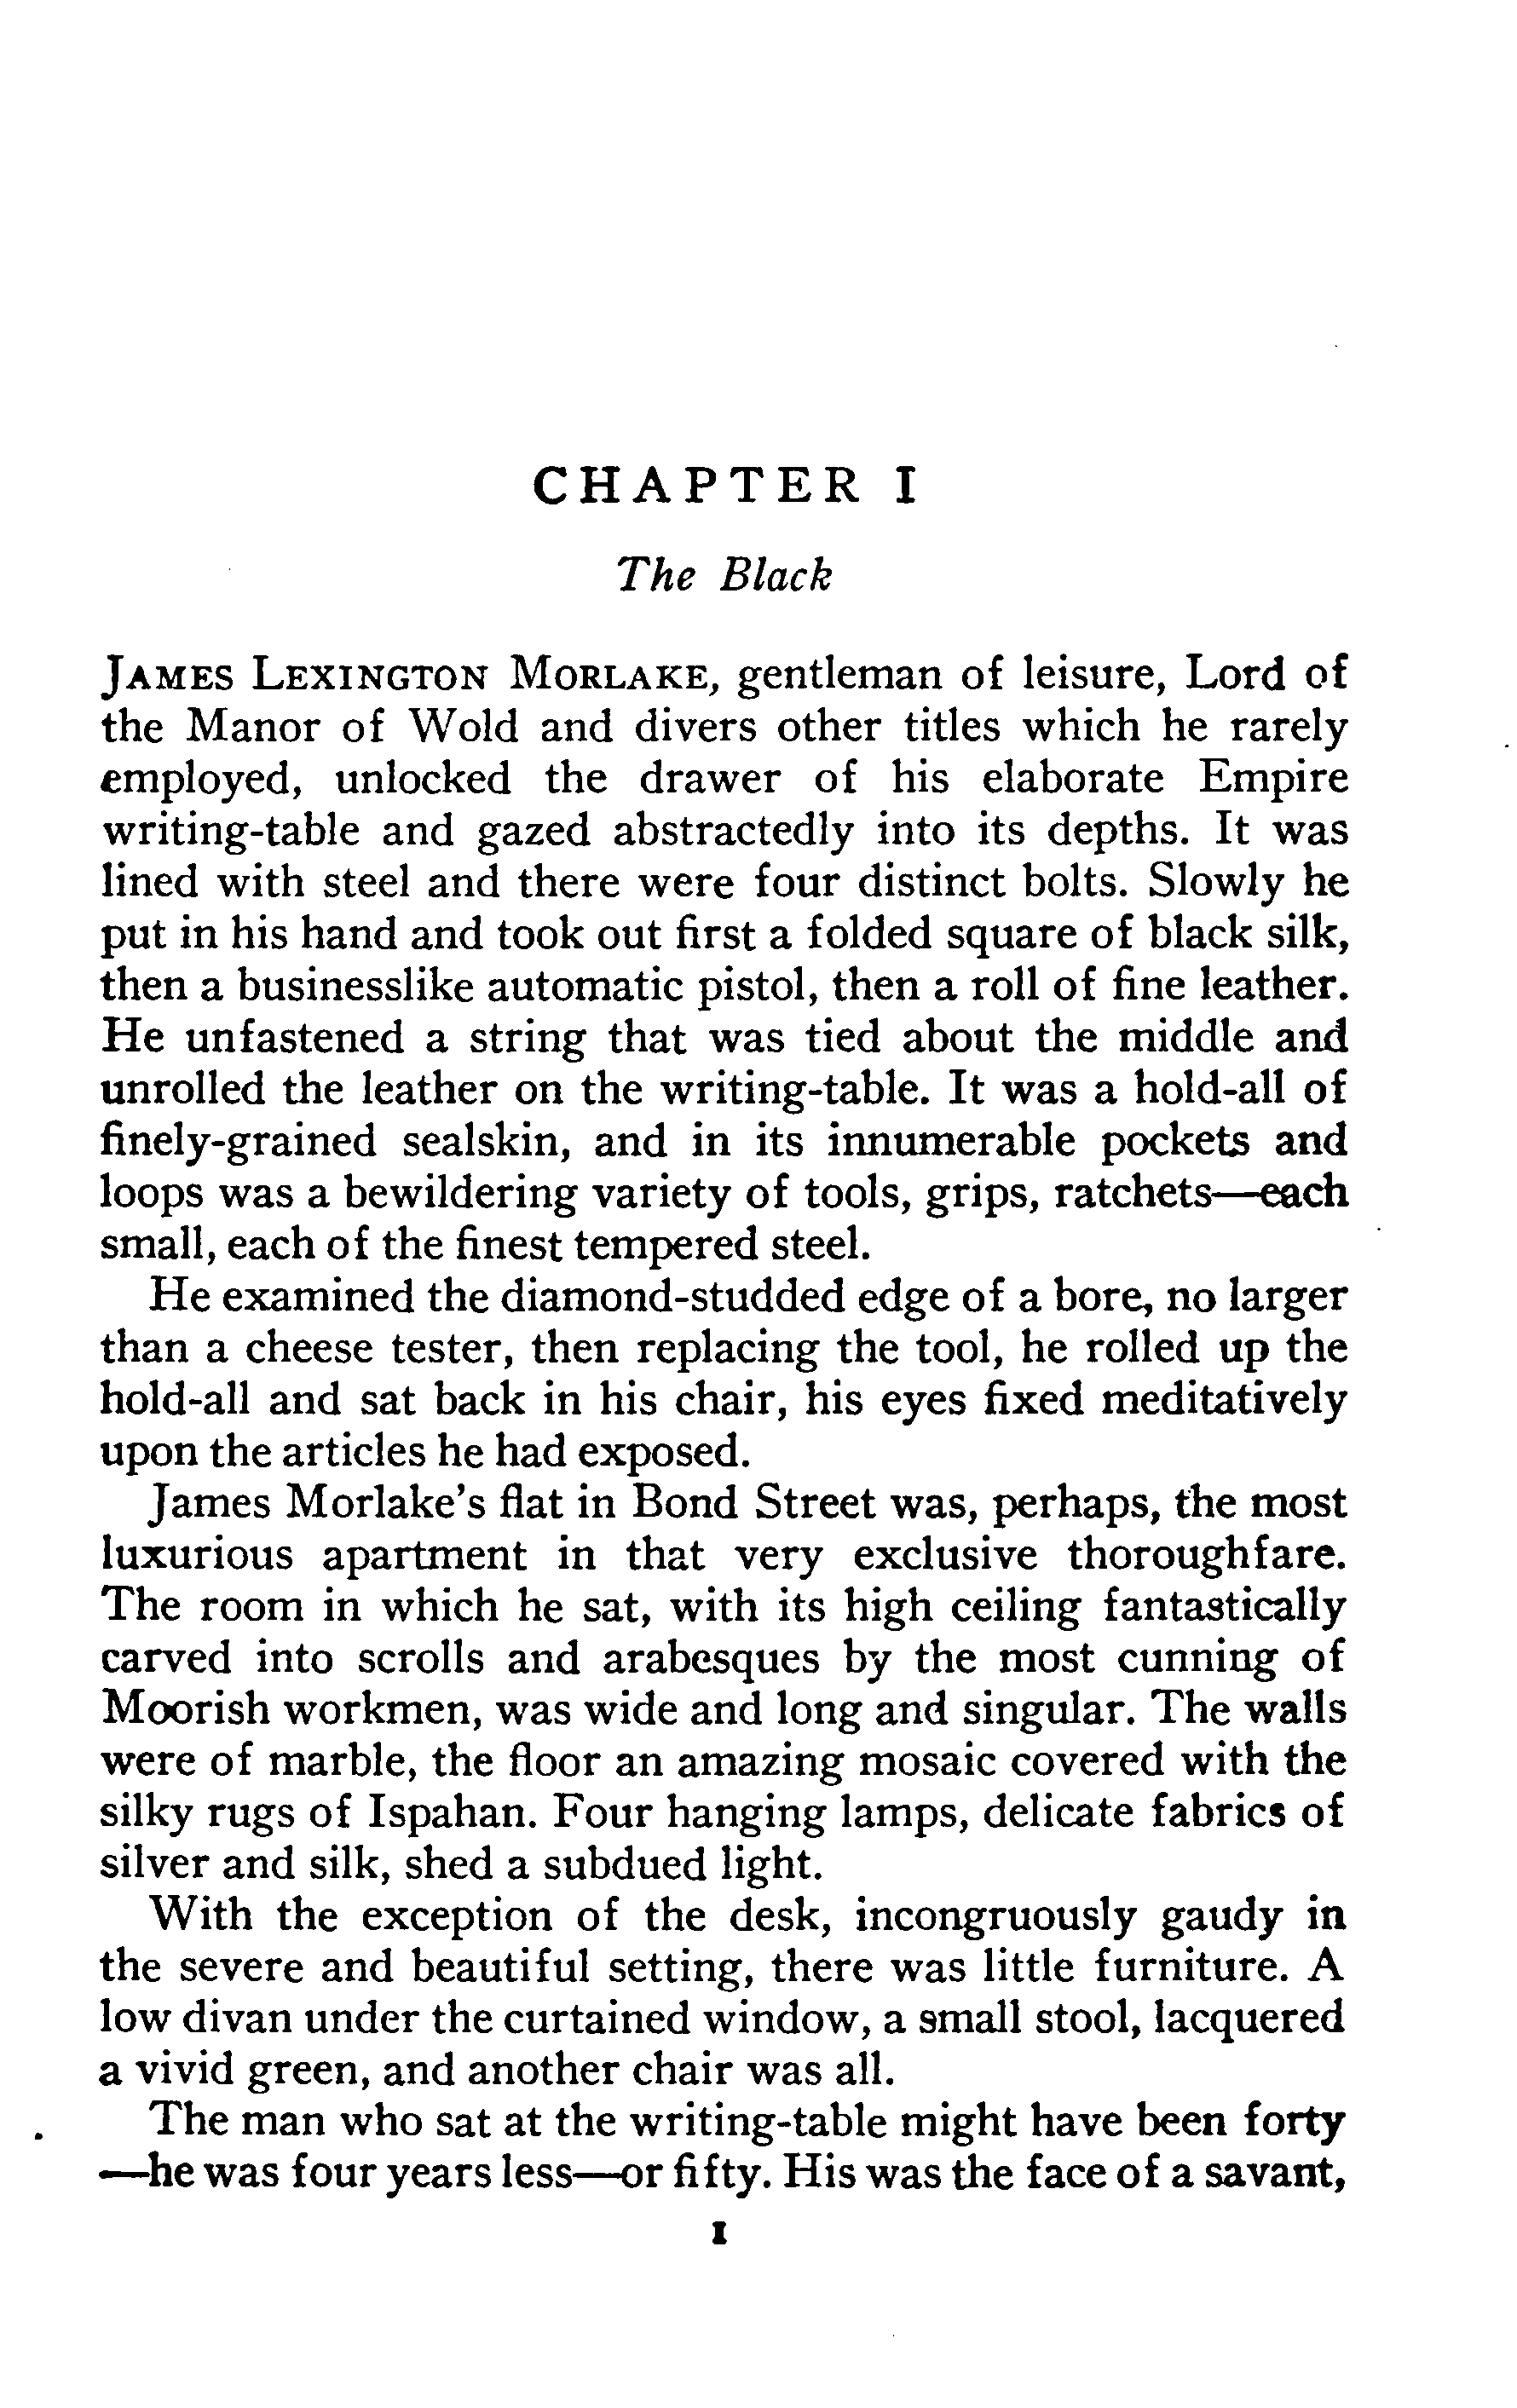 CHAPTER I
The Black
James Lexington Morlake, gentleman of leisure, Lord of
the Manor of Wold and divers other titles which he rarely
employed, unlocked the drawer of his elaborate Empire
writing-table and gazed abstractedly into its depths. It was
lined with steel and there were four distinct bolts. Slowly he
put in his hand and took out first a folded square of black silk,
then a businesslike automatic pistol, then a roll of fine leather.
He unfastened a string that was tied about the middle and
unrolled the leather on the writing-table. It was a hold-all of
finely-grained sealskin, and in its innumerable pockets and
loops was a bewildering variety of tools, grips, ratchets—each
small, each of the finest tempered steel.
He examined the diamond-studded edge of a bore, no larger
than a cheese tester, then replacing the tool, he rolled up the
hold-all and sat back in his chair, his eyes fixed meditatively
upon the articles he had exposed.
James Morlake's flat in Bond Street was, perhaps, the most
luxurious apartment in that very exclusive thoroughfare.
The room in which he sat, with its high ceiling fantastically
carved into scrolls and arabesques by the most cunning of
Moorish workmen, was wide and long and singular. The walls
were of marble, the floor an amazing mosaic covered with the
silky rugs of Ispahan. Four hanging lamps, delicate fabrics of
silver and silk, shed a subdued light.
With the exception of the desk, incongruously gaudy in
the severe and beautiful setting, there was little furniture. A
low divan under the curtained window, a small stool, lacquered
a vivid green, and another chair was all.
The man who sat at the writing-table might have been forty
—he was four years less—or fifty. His was the face of a savant,
I